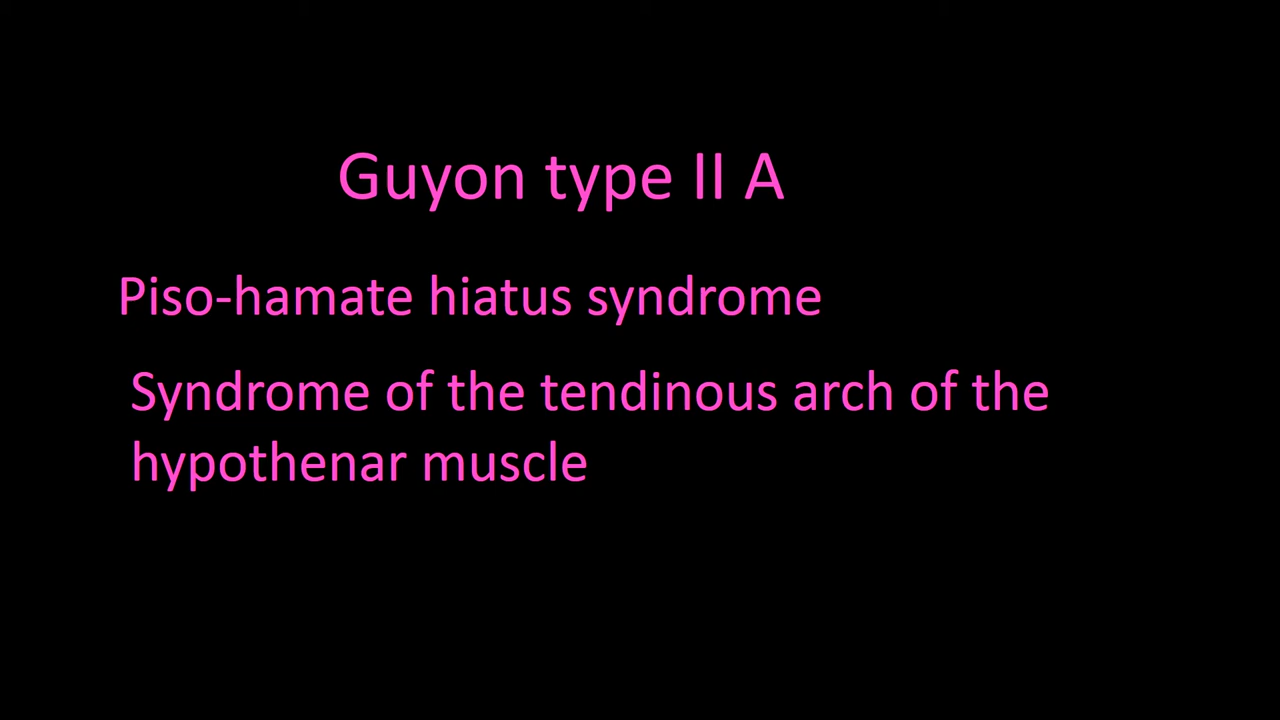 Guyon type II A
Piso-hamate hiatus syndrome
Syndrome of the tendinous arch of the
hypothenar muscle